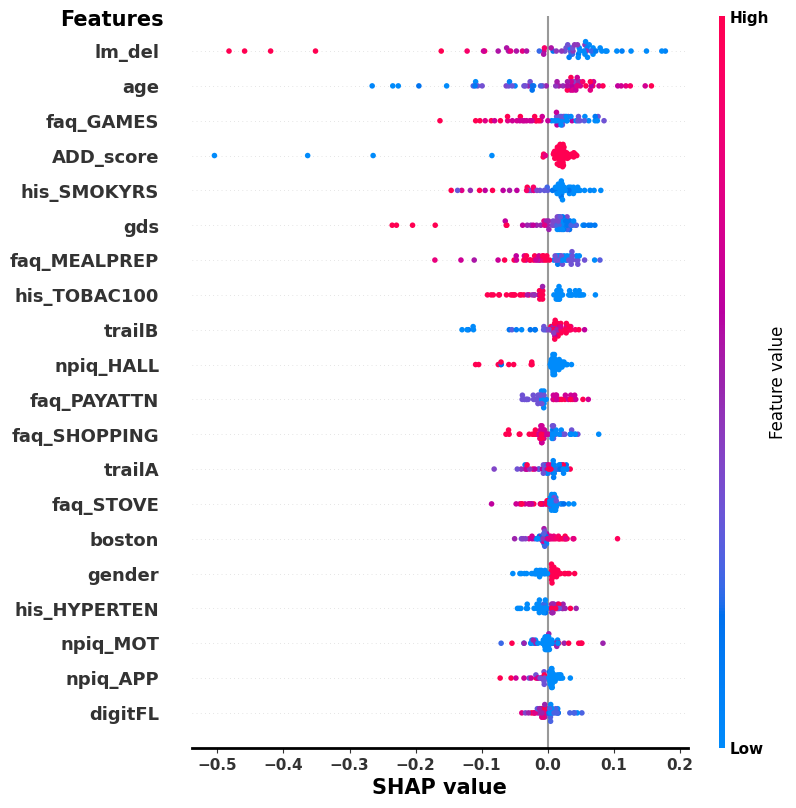 Features
High
lm_del
age
faq_GAMES
ADD_score
his_SMOKYRS
gds
faq_MEALPREP
his_TOBAC100
trailB
npiq_HALL
faq_PAYATTN
faq_SHOPPING
trailA
faq_STOVE
boston
gender
his_HYPERTEN
npiq_MOT
npiq_APP
digitFL
Feature value
Low
−0.5 −0.4 −0.3 −0.2 −0.1 0.0 0.1 0.2
SHAP value